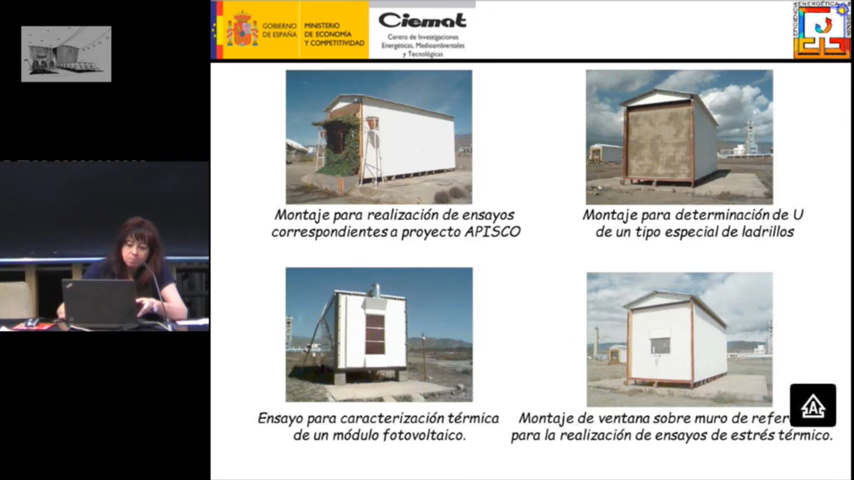 GOBIERNO
DE ESPAÑA
MINISTERIO
DE ECONOMÍA
Y COMPETITIVIDAD
Ciemat
Centro de Investigaciones
Energéticas, Medioambientales
y Tecnológicas
Montaje para realización de ensayos
correspondientes a proyecto APISCO
Montaje para determinación de U
de un tipo especial de ladrillos
Ensayo para caracterización térmica
de un módulo fotovoltaico.
Montaje de ventana sobre muro de
para la realización de ensayos de estrés térmico.